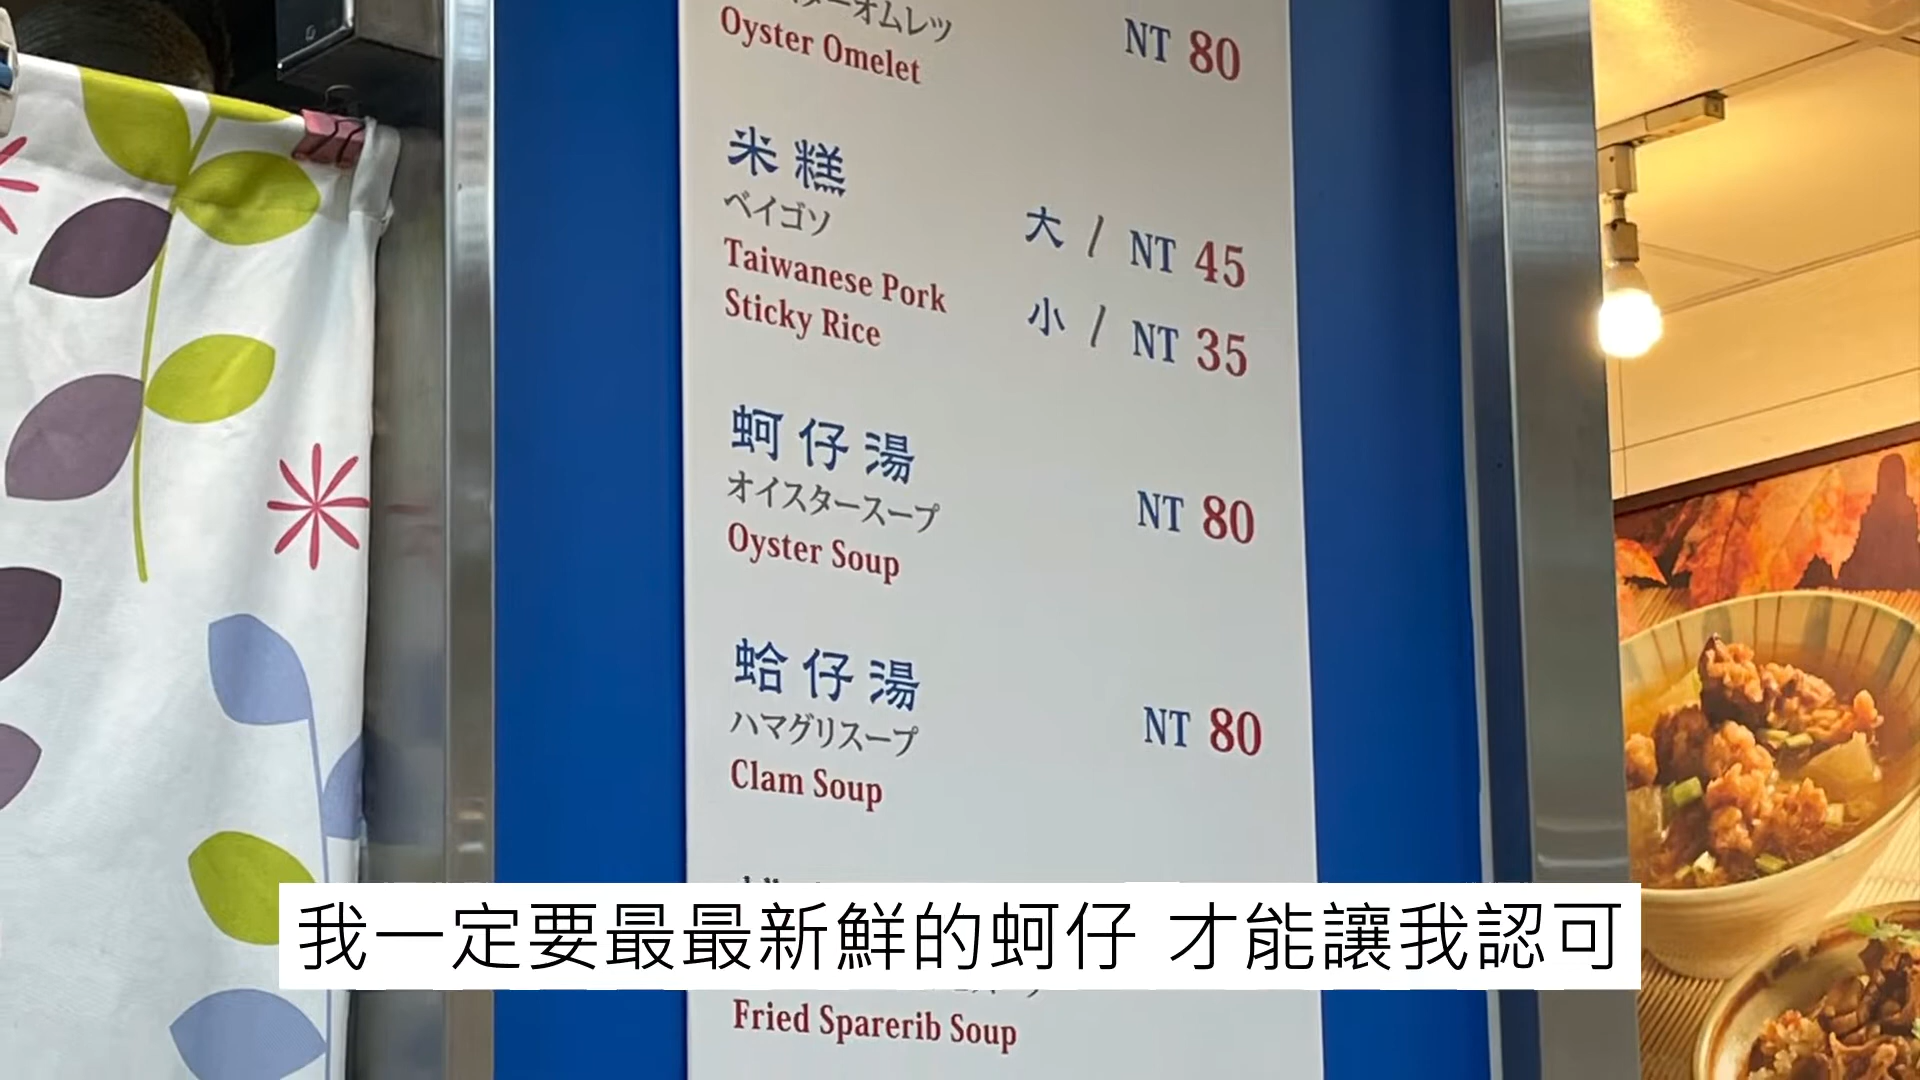 オムレツ
Oyster Omelet
NT 80
米糕
ベイゴソ
Taiwanese Pork
Sticky Rice
大 / NT 45
小 / NT 35
蚵仔湯
オイスタースープ
Oyster Soup
NT 80
蛤仔湯
ハマグリスープ
Clam Soup
NT 80
我一定要最最新鮮的蚵仔 才能讓我認可
Fried Sparerib Soup